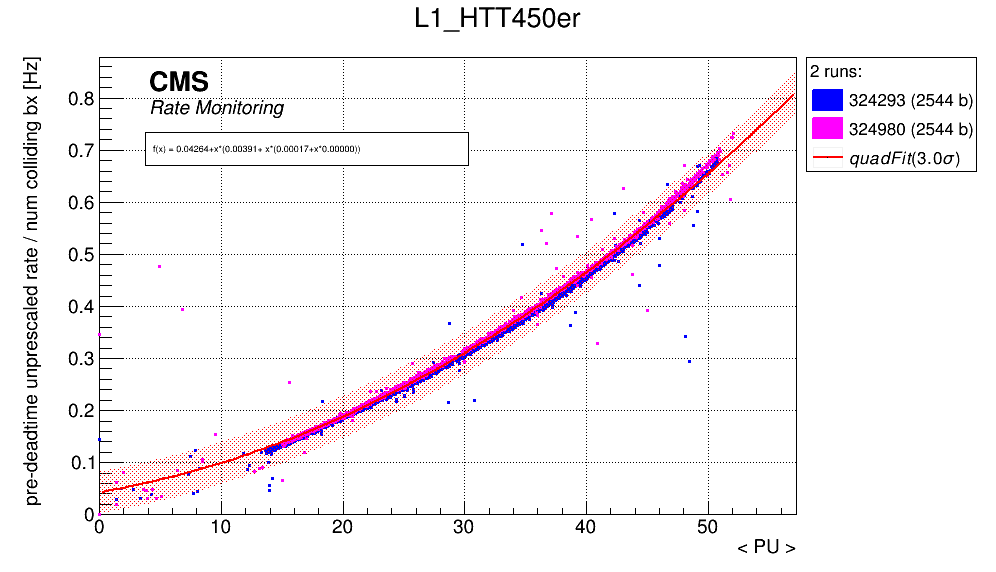 L1_HTT450er
pre-deadtime unprescaled rate / num colliding bx [Hz]
CMS
Rate Monitoring
f(x) = 0.04264+x*(0.00391+ x*(0.00017+x*0.00000))
2 runs:
324293 (2544 b)
324980 (2544 b)
quadFit(3.0σ)
0.8
0.7
0.6
0.5
0.4
0.3
0.2
0.1
0
0 10 20 30 40 50
< PU >